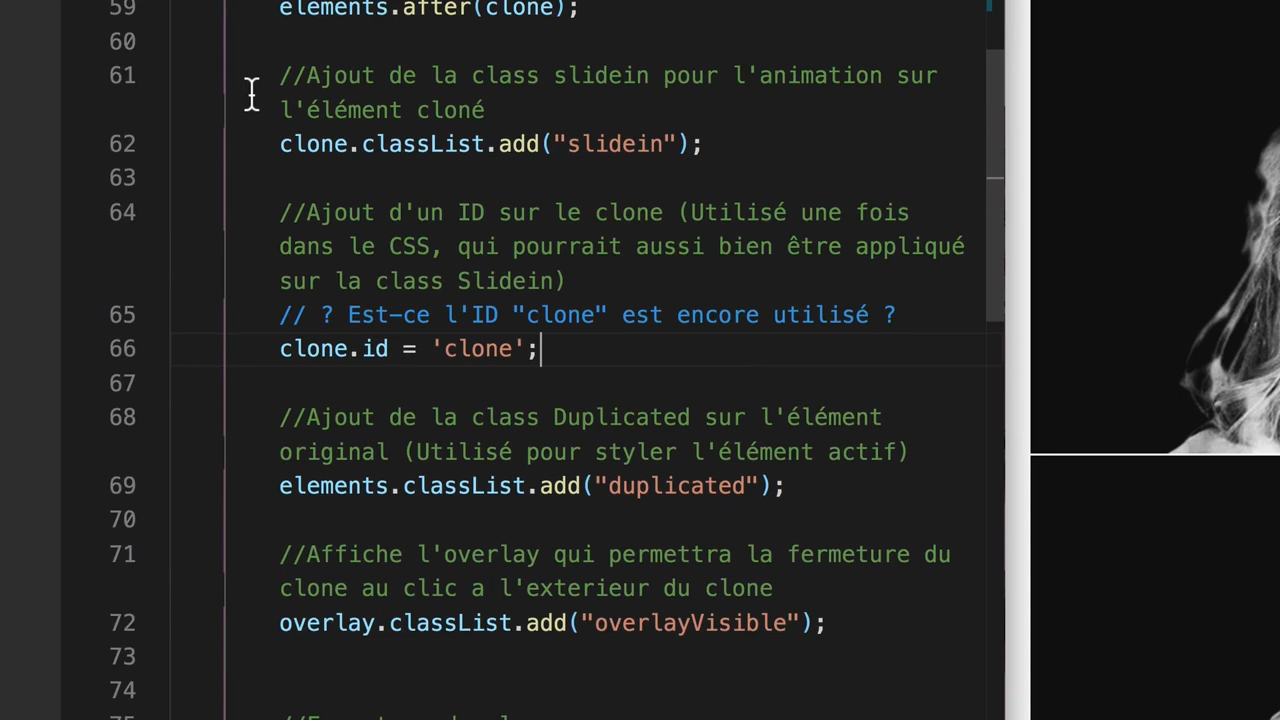 59 elements.after(clone);
60
61 //Ajout de la class slidein pour l'animation sur
l'élément cloné
62 clone.classList.add("slidein");
63
64 //Ajout d'un ID sur le clone (Utilisé une fois
dans le CSS, qui pourrait aussi bien être appliqué
sur la class Slidein)
65 // ? Est-ce l'ID "clone" est encore utilisé ?
66 clone.id = 'clone';
67
68 //Ajout de la class Duplicated sur l'élément
original (Utilisé pour styler l'élément actif)
69 elements.classList.add("duplicated");
70
71 //Affiche l'overlay qui permettra la fermeture du
clone au clic a l'exterieur du clone
72 overlay.classList.add("overlayVisible");
73
74